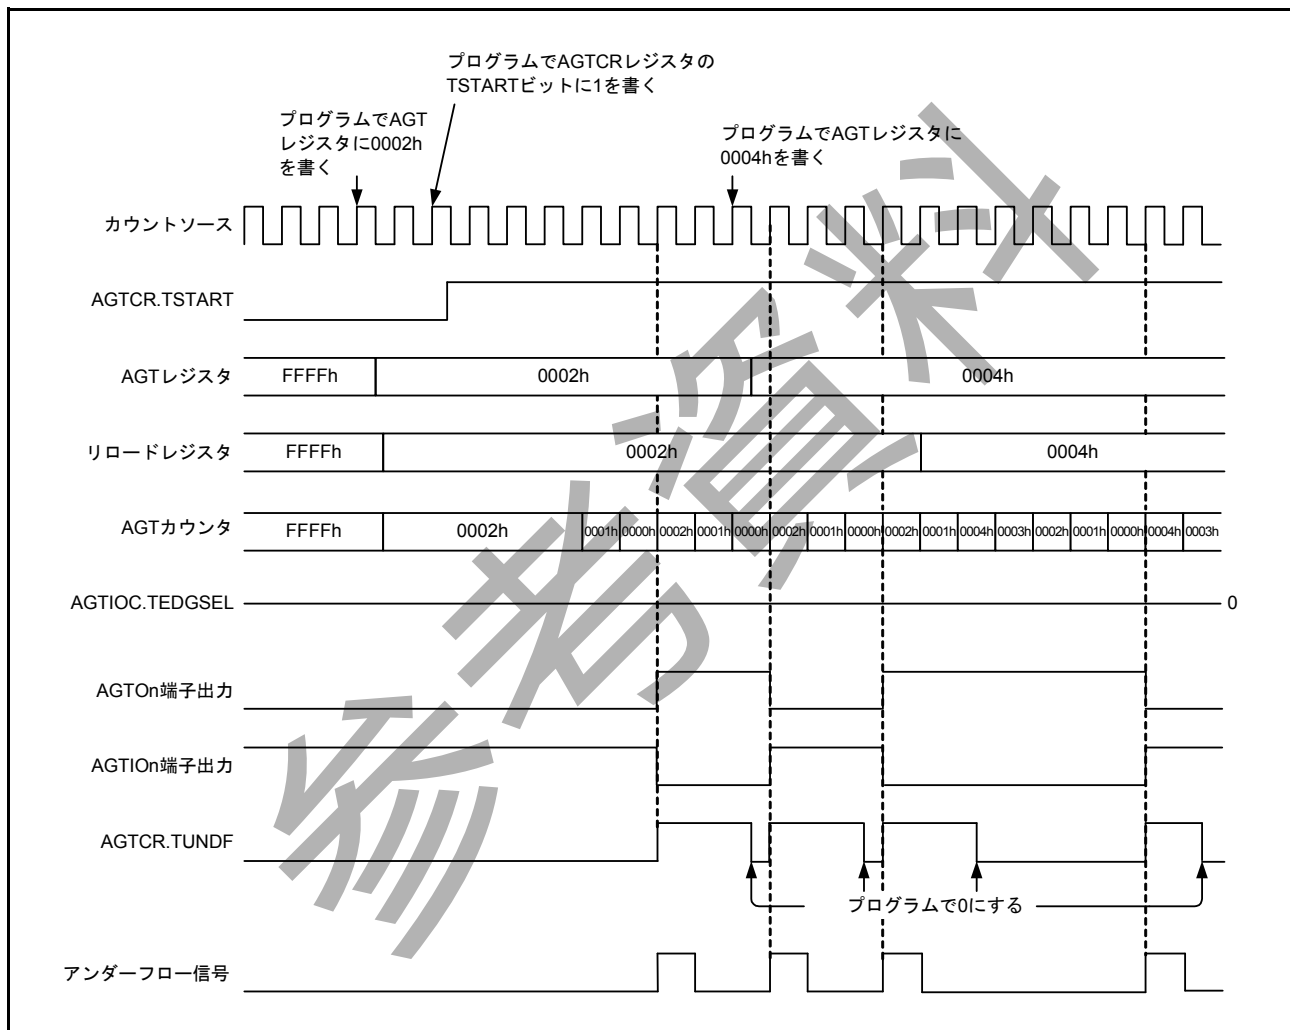 プログラムでAGTCRレジスタの
TSTARTビットに1を書く
プログラムでAGT
レジスタに0002h
を書く
プログラムでAGTレジスタに
0004hを書く
カウントソース
AGTCR.TSTART
AGTレジスタ FFFFh 0002h 0004h
リロードレジスタ FFFFh 0002h 0004h
AGTカウンタ FFFFh 0002h 0001h 0000h 0002h 0001h 0000h 0002h 0001h 0000h 0002h 0001h 0004h 0003h 0002h 0001h 0000h 0004h 0003h
AGTIOC.TEDGSEL 0
AGTOn端子出力
AGTIOn端子出力
AGTCR.TUNDF
プログラムで0にする
アンダーフロー信号
参考資料